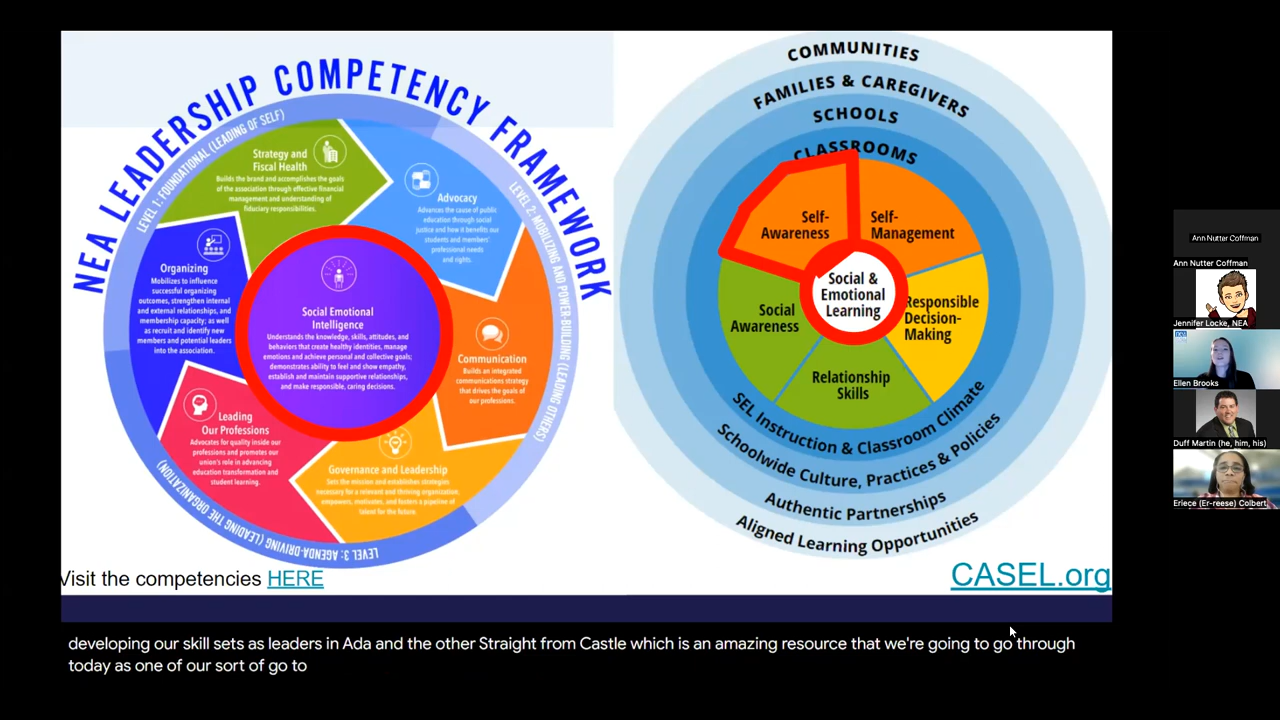 NEA LEADERSHIP COMPETENCY FRAMEWORK
LEVEL 1: FOUNDATIONAL (LEADING OF SELF)
LEVEL 2: MOBILIZING AND POWER-BUILDING (LEADING OTHERS)
LEVEL 3: AGENDA-DRIVING (LEADING THE ORGANIZATION)
Strategy and
Fiscal Health
Builds the brand and accomplishes the goals
of the association through effective financial
management and understanding of
fiduciary responsibilities.
Advocacy
Advances the cause of public
education through social
justice and how it benefits our
students and members'
professional needs
and rights.
Communication
Builds an integrated
communications strategy
that drives the goals of
our professions.
Governance and Leadership
Sets the mission and establishes strategies
necessary for a relevant and thriving organization;
empowers, motivates, and fosters a pipeline of
talent for the future.
Leading
Our Professions
Advocates for quality inside our
professions and promotes our
union's role in advancing
education transformation and
student learning.
Organizing
Mobilizes to influence
successful organizing
outcomes, strengthen internal
and external relationships, and
membership capacity; as well
as recruit and identify new
members and potential leaders
into the association.
Social Emotional
Intelligence
Understands the knowledge, skills, attitudes, and
behaviors that create healthy identities, manage
emotions and achieve personal and collective goals;
demonstrates ability to feel and show empathy,
establish and maintain supportive relationships,
and make responsible, caring decisions.
Visit the competencies HERE
COMMUNITIES
FAMILIES & CAREGIVERS
SCHOOLS
CLASSROOMS
Self-
Awareness
Self-
Management
Social
Awareness
Responsible
Decision-
Making
Relationship
Skills
Social &
Emotional
Learning
SEL Instruction & Classroom Climate
Schoolwide Culture, Practices & Policies
Authentic Partnerships
Aligned Learning Opportunities
CASEL.org
Ann Nutter Coffman
Ann Nutter Coffman
Jennifer Locke, NEA
Ellen Brooks
Duff Martin (he, him, his)
Eriece (Er-reese) Colbert
developing our skill sets as leaders in Ada and the other Straight from Castle which is an amazing resource that we're going to go through
today as one of our sort of go to